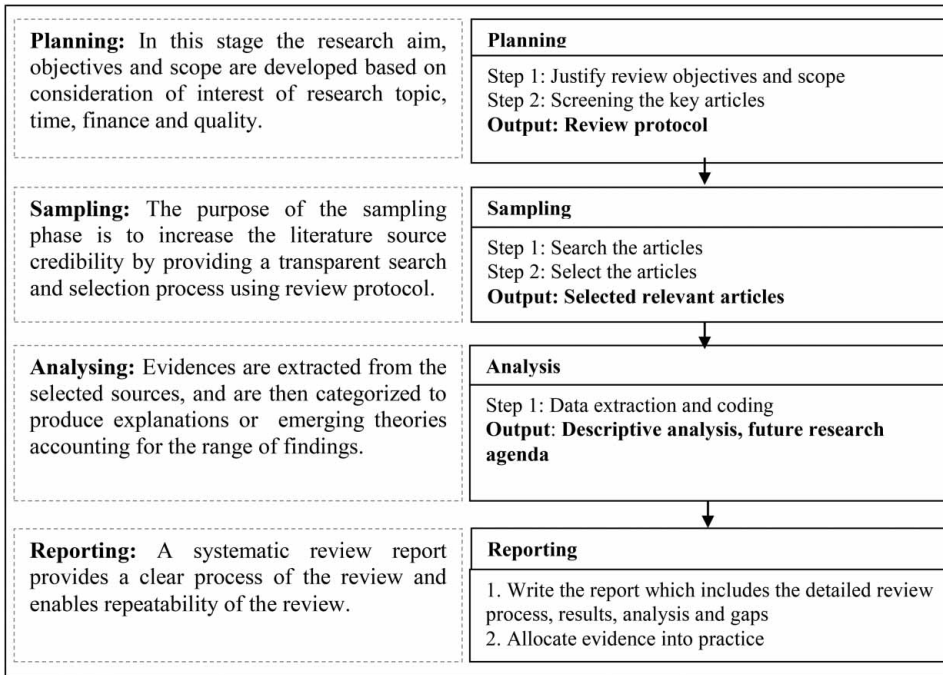 Planning: In this stage the research aim,
objectives and scope are developed based on
consideration of interest of research topic,
time, finance and quality.
Planning
Step 1: Justify review objectives and scope
Step 2: Screening the key articles
Output: Review protocol
Sampling: The purpose of the sampling
phase is to increase the literature source
credibility by providing a transparent search
and selection process using review protocol.
Sampling
Step 1: Search the articles
Step 2: Select the articles
Output: Selected relevant articles
Analysing: Evidences are extracted from the
selected sources, and are then categorized to
produce explanations or emerging theories
accounting for the range of findings.
Analysis
Step 1: Data extraction and coding
Output: Descriptive analysis, future research
agenda
Reporting: A systematic review report
provides a clear process of the review and
enables repeatability of the review.
Reporting
1. Write the report which includes the detailed review
process, results, analysis and gaps
2. Allocate evidence into practice